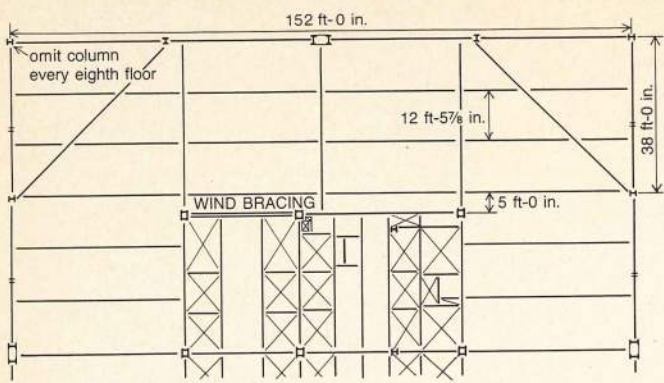 152 ft-0 in.
omit column
every eighth floor
12 ft-5⅞ in.
38 ft-0 in.
WIND BRACING
5 ft-0 in.